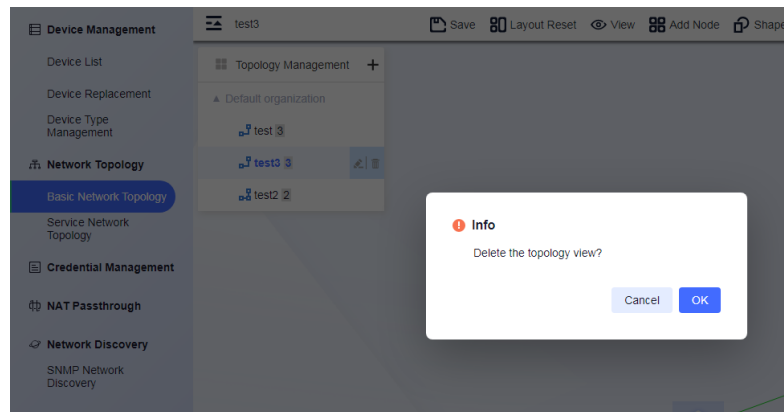 Device Management
Device List
Device Replacement
Device Type
Management
Network Topology
Basic Network Topology
Service Network
Topology
Credential Management
NAT Passthrough
Network Discovery
SNMP Network
Discovery
test3
Save
Layout Reset
View
Add Node
Shape
Topology Management +
Default organization
test 3
test3 3
test2 2
Info
Delete the topology view?
Cancel
OK